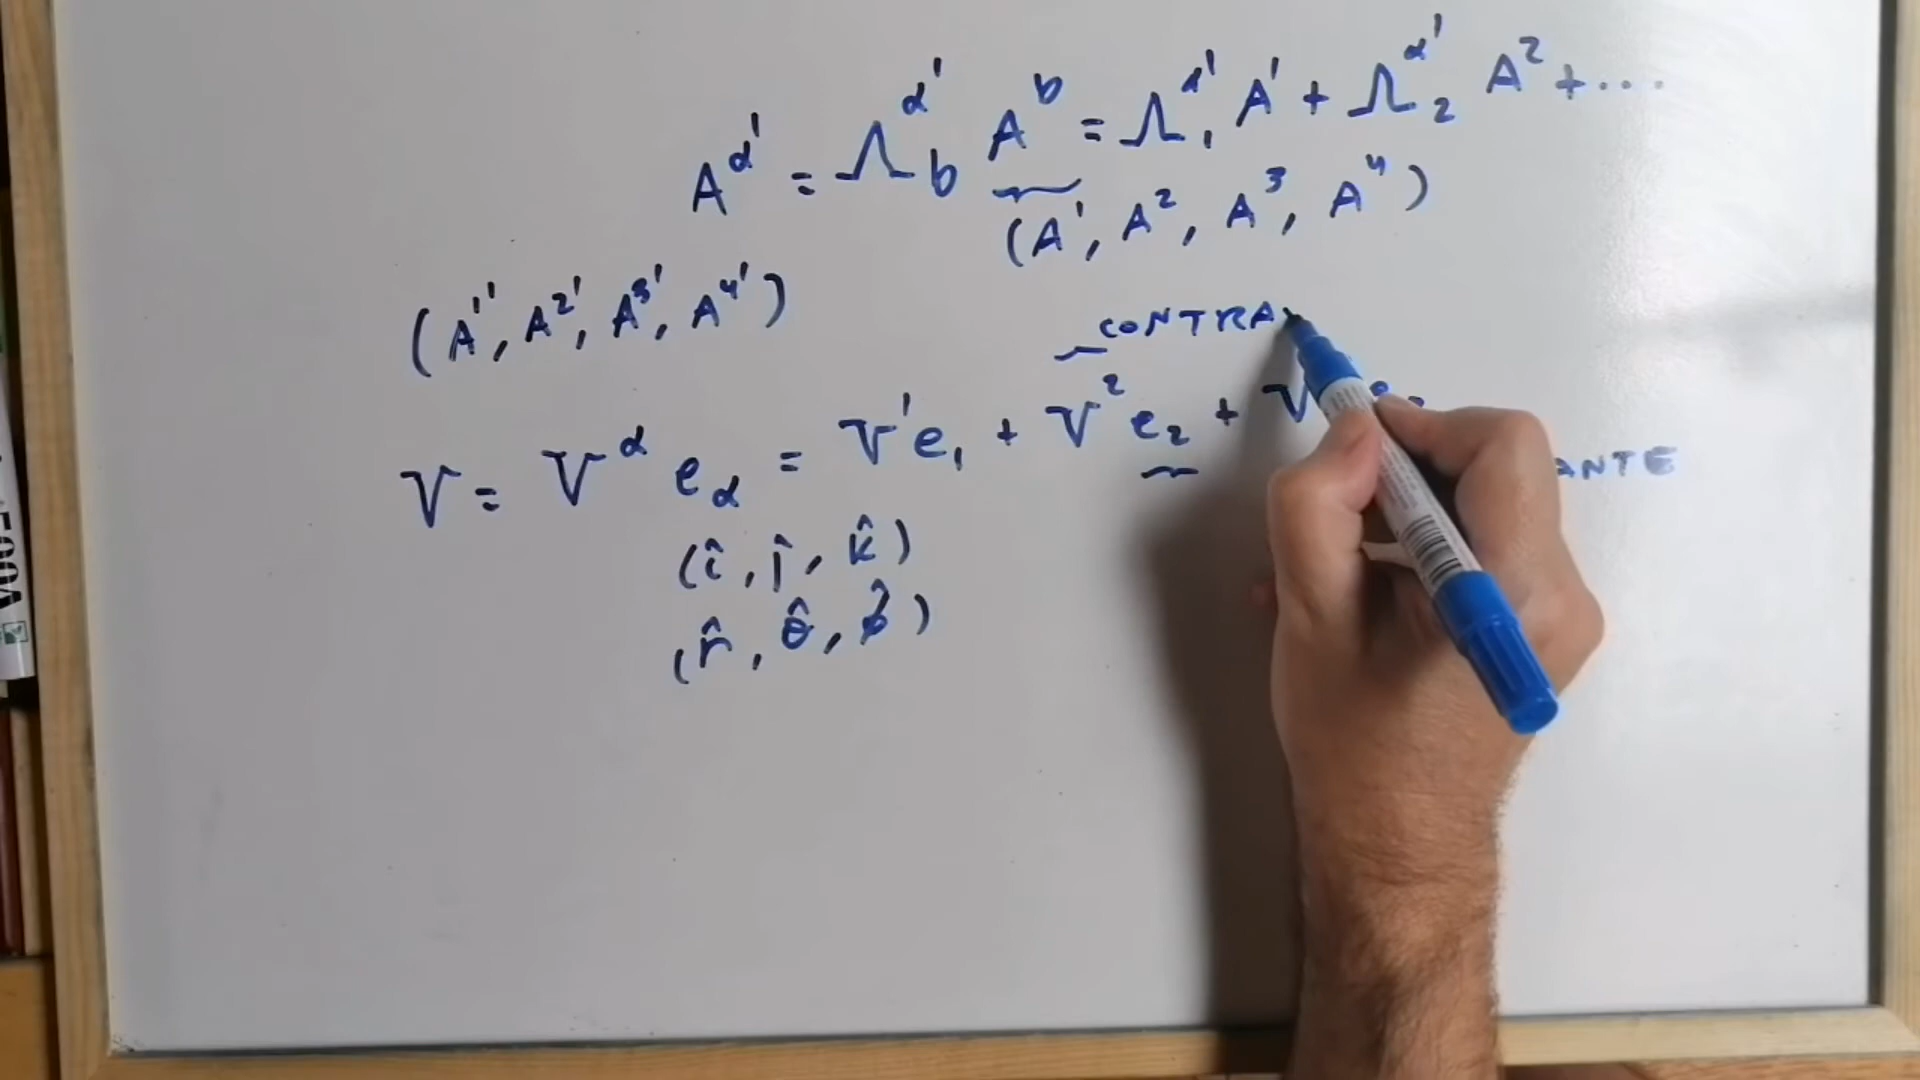 A^α' = Λ^α'_b A^b = Λ^α'_1 A^1 + Λ^α'_2 A^2 + ...
(A^1, A^2, A^3, A^4)
(A^1', A^2', A^3', A^4')
CONTRA
V = V^α e_α = V^1 e_1 + V^2 e_2 + V
ANTE
(î, ĵ, k̂)
(r̂, θ̂, φ̂)